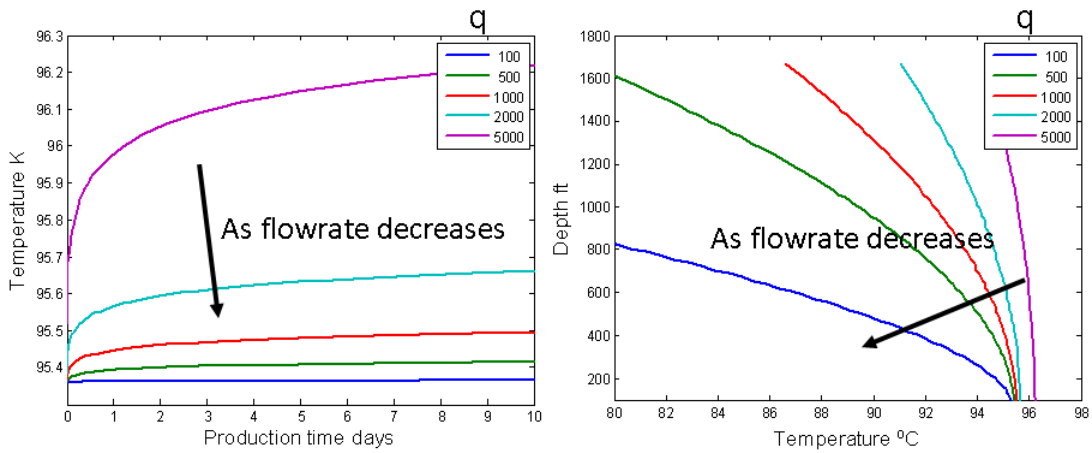 q
100
500
1000
2000
5000
96.3
96.2
96.1
96
95.9
95.8
95.7
95.6
95.5
95.4
Temperature K
As flowrate decreases
0 1 2 3 4 5 6 7 8 9 10
Production time days
q
100
500
1000
2000
5000
1800
1600
1400
1200
1000
800
600
400
200
Depth ft
As flowrate decreases
80 82 84 86 88 90 92 94 96 98
Temperature ⁰C